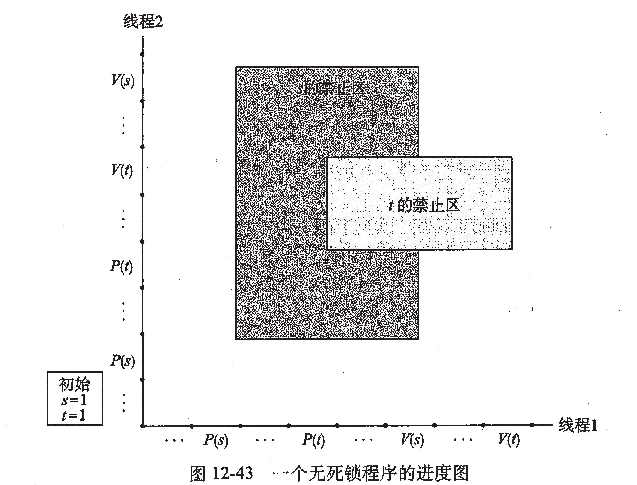 线程2
V(s)
⋮
V(t)
⋮
P(t)
⋮
P(s)
⋮
s的禁止区
t的禁止区
初始
s=1
t=1
··· P(s) ··· P(t) ··· V(s) ··· V(t) 线程1
图 12-43 一个无死锁程序的进度图